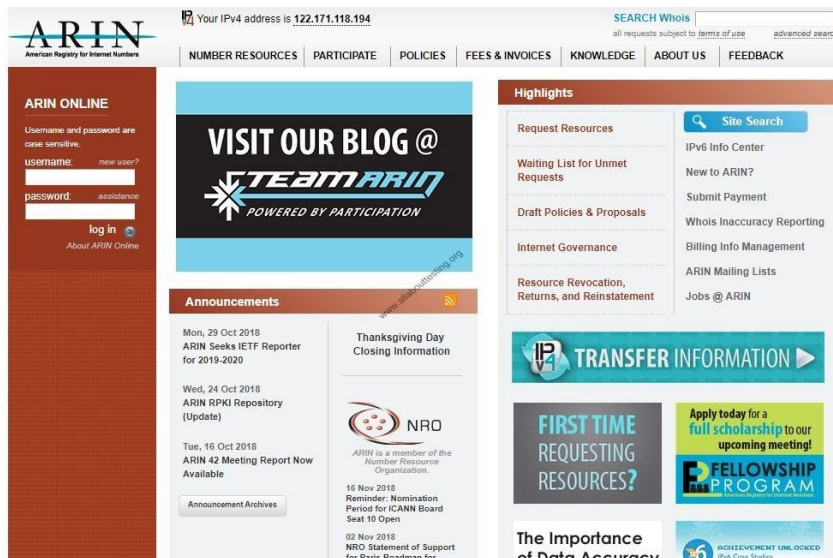 ARIN
American Registry for Internet Numbers
Your IPv4 address is 122.171.118.194
SEARCH Whois
all requests subject to terms of use
advanced sear
NUMBER RESOURCES
PARTICIPATE
POLICIES
FEES & INVOICES
KNOWLEDGE
ABOUT US
FEEDBACK
ARIN ONLINE
Username and password are
case sensitive.
username: new user?
password: assistance
log in
About ARIN Online
VISIT OUR BLOG @
TEAMARIN
POWERED BY PARTICIPATION
www.allabouttesting.org
Announcements
Mon, 29 Oct 2018
ARIN Seeks IETF Reporter
for 2019-2020
Wed, 24 Oct 2018
ARIN RPKI Repository
(Update)
Tue, 16 Oct 2018
ARIN 42 Meeting Report Now
Available
Announcement Archives
Thanksgiving Day
Closing Information
NRO
ARIN is a member of the
Number Resource
Organization.
16 Nov 2018
Reminder: Nomination
Period for ICANN Board
Seat 10 Open
02 Nov 2018
NRO Statement of Support
for Paris Roadmap for
Highlights
Request Resources
Waiting List for Unmet
Requests
Draft Policies & Proposals
Internet Governance
Resource Revocation,
Returns, and Reinstatement
Site Search
IPv6 Info Center
New to ARIN?
Submit Payment
Whois Inaccuracy Reporting
Billing Info Management
ARIN Mailing Lists
Jobs @ ARIN
IPV4
TRANSFER INFORMATION
FIRST TIME
REQUESTING
RESOURCES?
Apply today for a
full scholarship to our
upcoming meeting!
FELLOWSHIP
PROGRAM
American Registry for Internet Numbers
The Importance
of Data Accuracy
6
ACHIEVEMENT UNLOCKED
IPv6 Case Studies